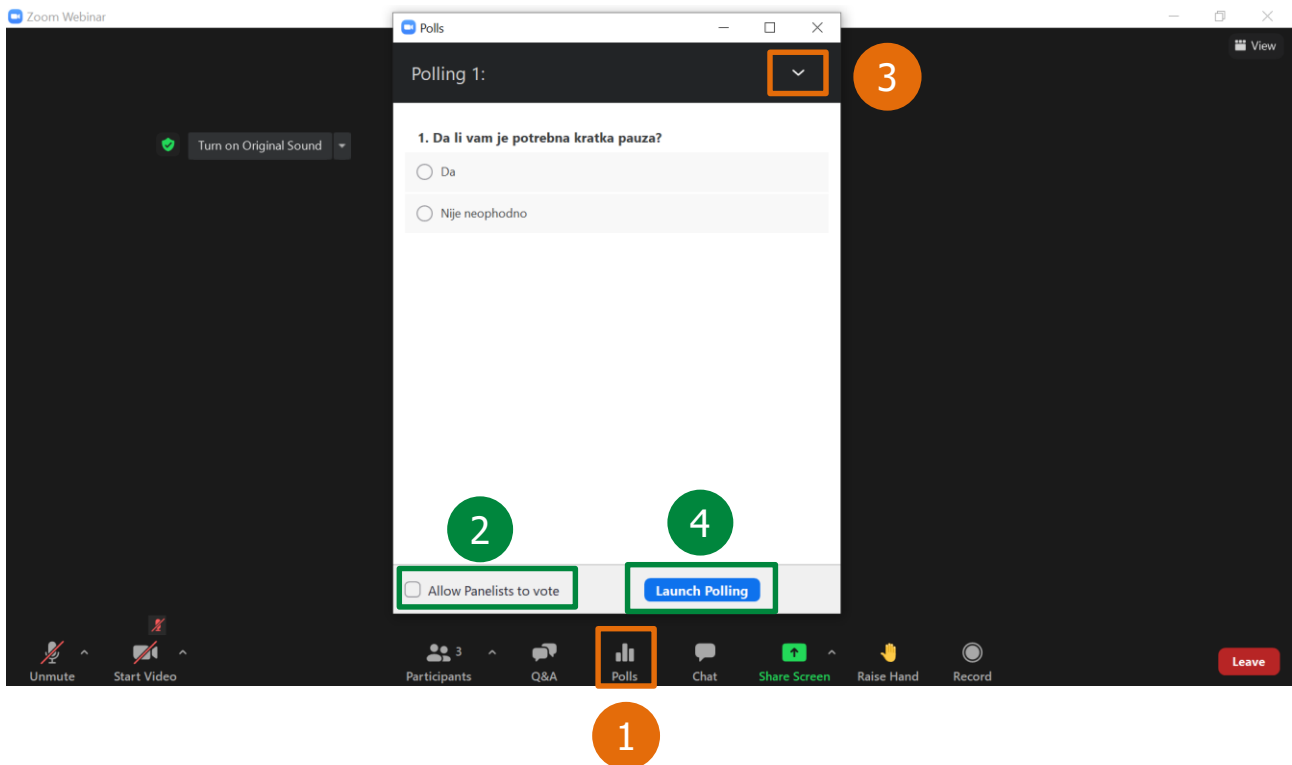 Zoom Webinar
Polls
View
Polling 1:
3
1. Da li vam je potrebna kratka pauza?
Turn on Original Sound
Da
Nije neophodno
2
4
Allow Panelists to vote
Launch Polling
3
Unmute
Start Video
Participants
Q&A
Polls
Chat
Share Screen
Raise Hand
Record
Leave
1